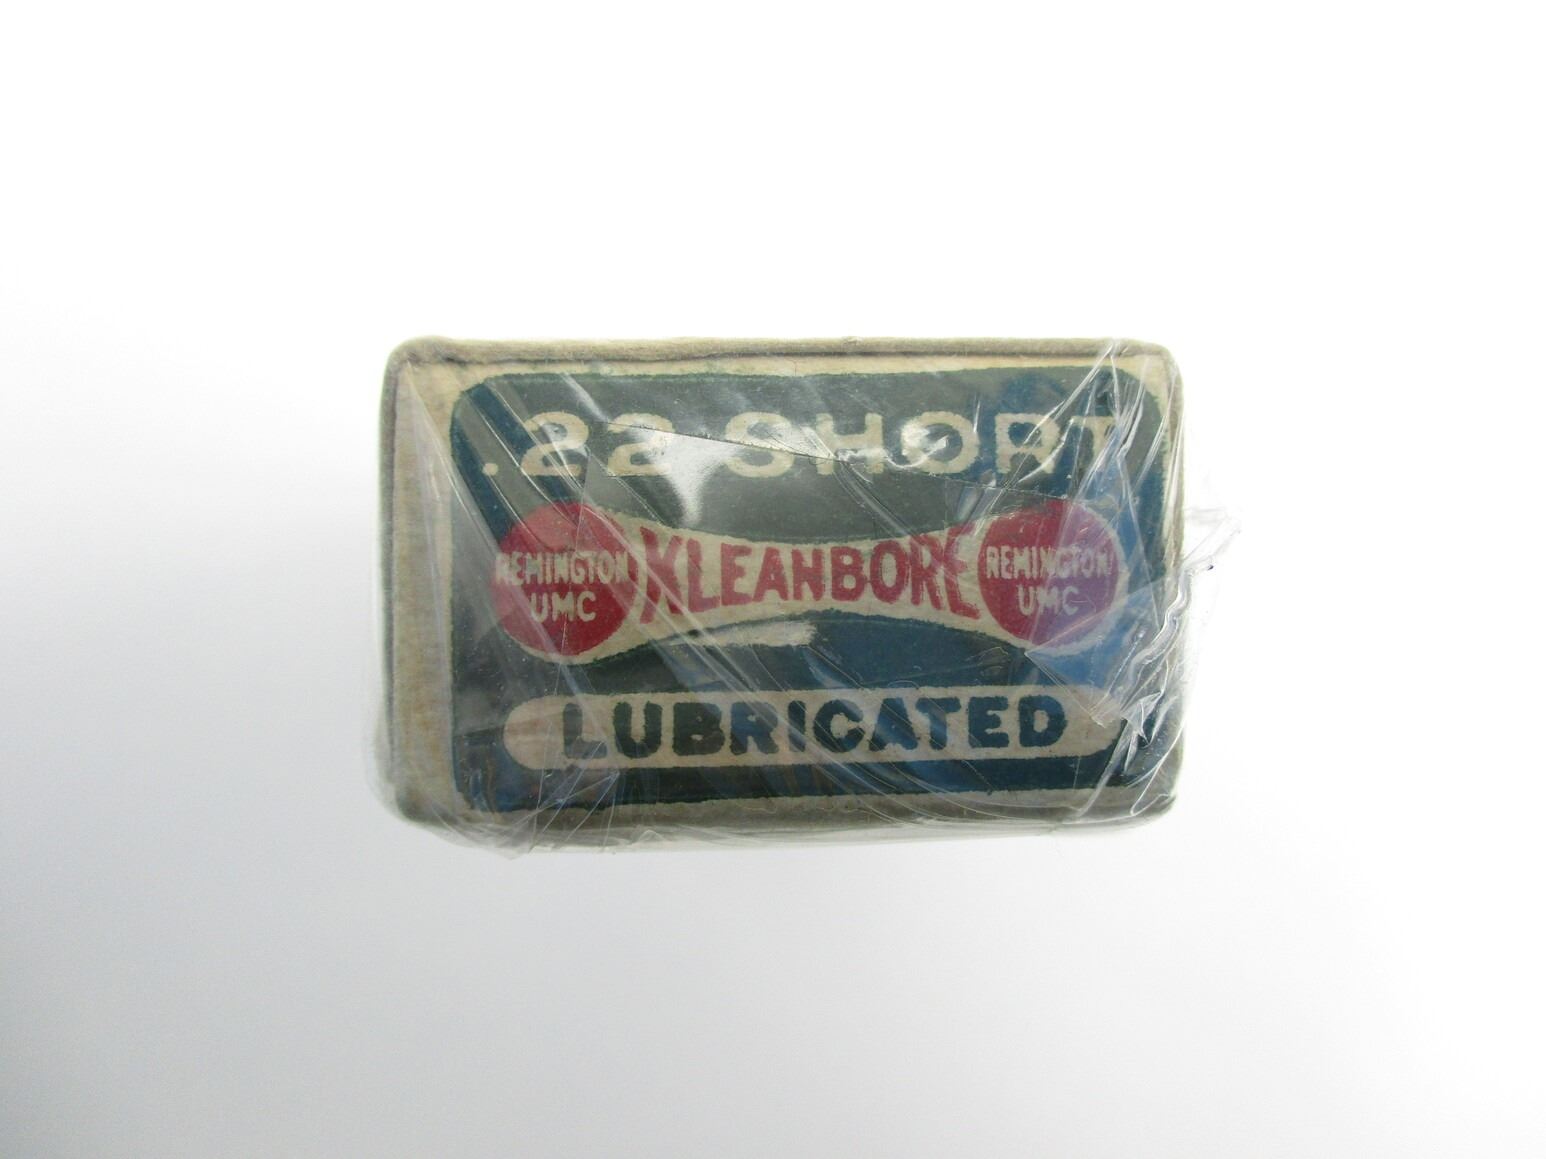 .22 SHORT
REMINGTON UMC KLEANBORE REMINGTON UMC
LUBRICATED